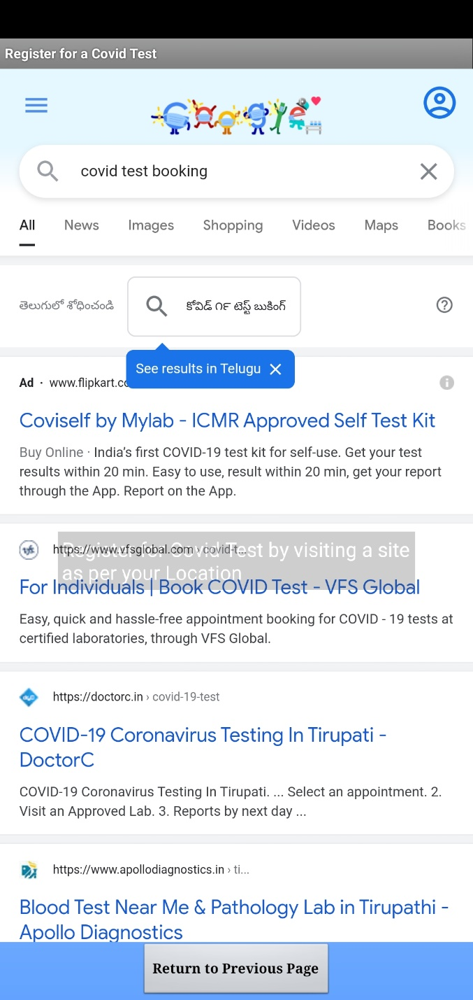 Register for a Covid Test
Google
covid test booking
All News Images Shopping Videos Maps Books
తెలుగులో శోధించండి
కోవిడ్ ౧౯ టెస్ట్ బుకింగ్
See results in Telugu
Ad · www.flipkart.co
Coviself by Mylab - ICMR Approved Self Test Kit
Buy Online · India’s first COVID-19 test kit for self-use. Get your test
results within 20 min. Easy to use, result within 20 min, get your report
through the App. Report on the App.
https://www.vfsglobal.com › covid-t...
Register for Covid Test by visiting a site
as per your Location
For Individuals | Book COVID Test - VFS Global
Easy, quick and hassle-free appointment booking for COVID - 19 tests at
certified laboratories, through VFS Global.
https://doctorc.in › covid-19-test
COVID-19 Coronavirus Testing In Tirupati -
DoctorC
COVID-19 Coronavirus Testing In Tirupati. ... Select an appointment. 2.
Visit an Approved Lab. 3. Reports by next day ...
https://www.apollodiagnostics.in › ti...
Blood Test Near Me & Pathology Lab in Tirupathi -
Apollo Diagnostics
Return to Previous Page